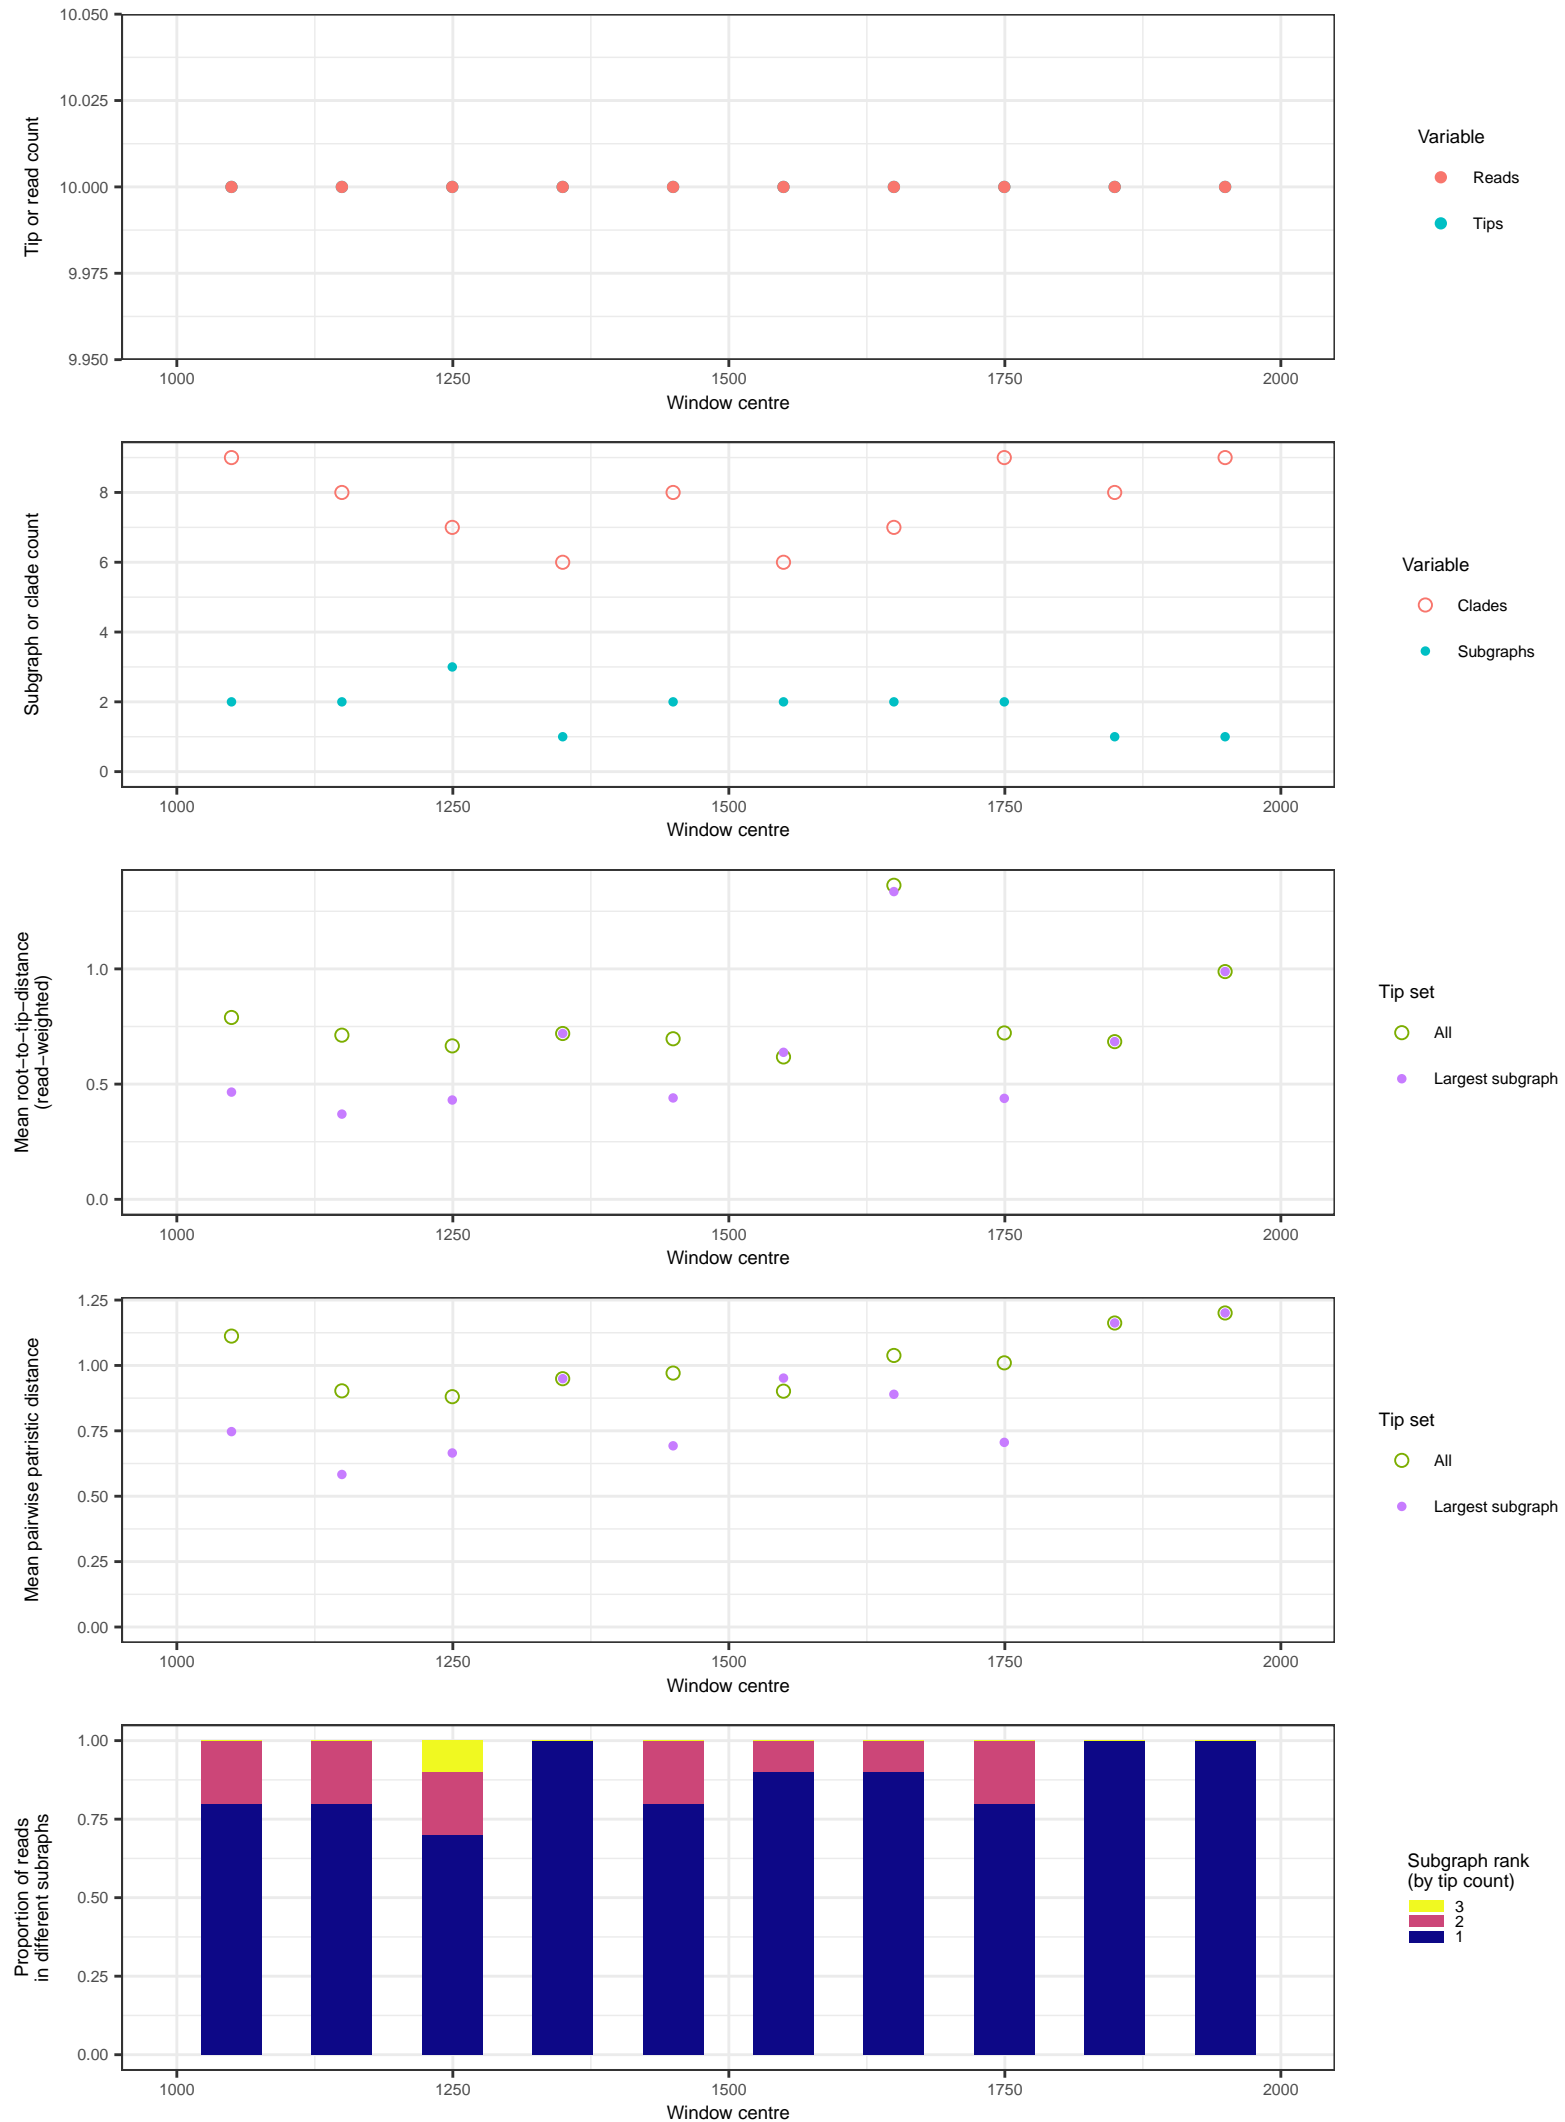 10.050
10.025
10.000
9.975
9.950
Tip or read count
1000 1250 1500 1750 2000
Window centre
Variable
Reads
Tips
8
6
4
2
0
Subgraph or clade count
1000 1250 1500 1750 2000
Window centre
Variable
Clades
Subgraphs
1.0
0.5
0.0
Mean root−to−tip−distance
(read−weighted)
1000 1250 1500 1750 2000
Window centre
Tip set
All
Largest subgraph
1.25
1.00
0.75
0.50
0.25
0.00
Mean pairwise patristic distance
1000 1250 1500 1750 2000
Window centre
Tip set
All
Largest subgraph
1.00
0.75
0.50
0.25
0.00
Proportion of reads
in different subraphs
1000 1250 1500 1750 2000
Window centre
Subgraph rank
(by tip count)
3
2
1